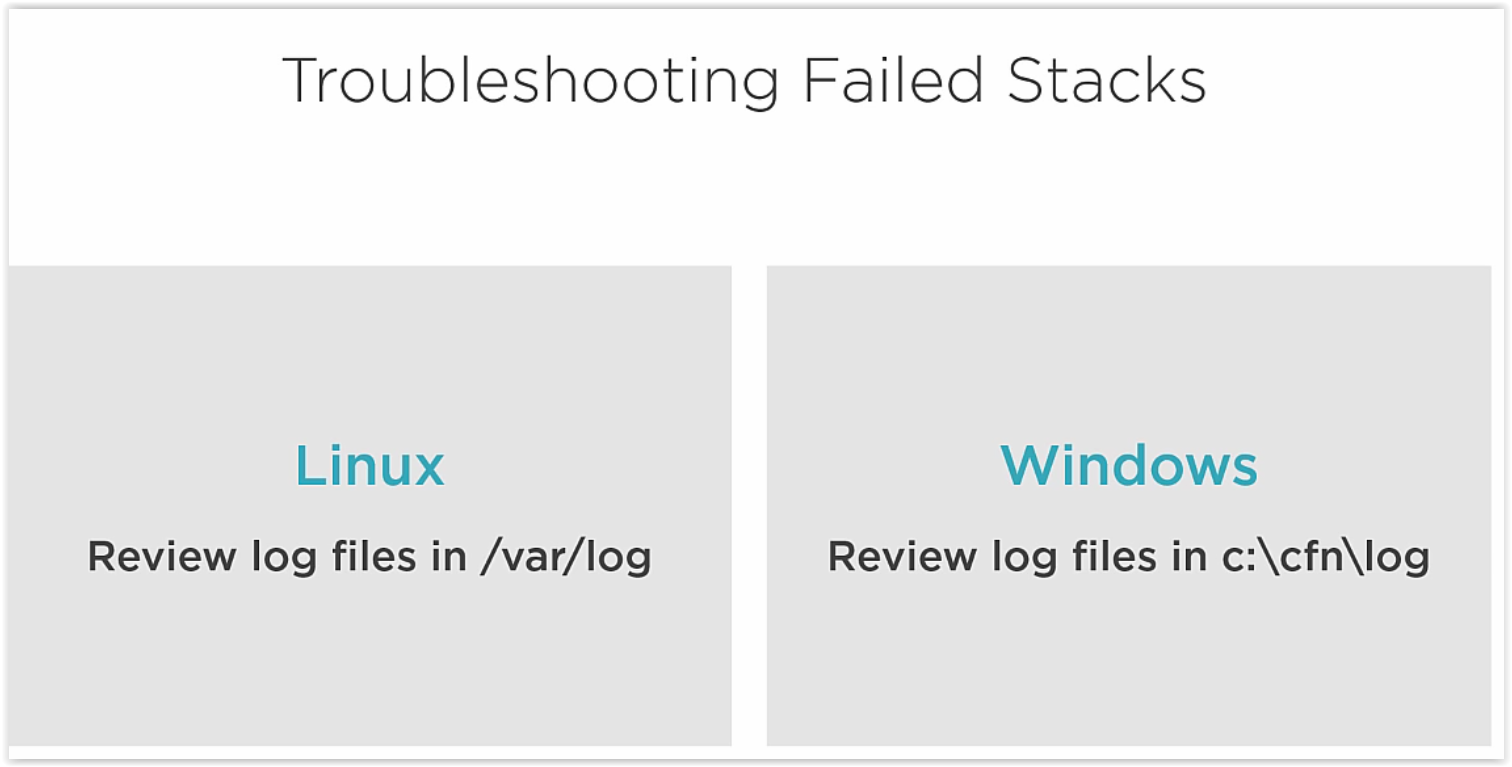 Troubleshooting Failed Stacks
Linux
Review log files in /var/log
Windows
Review log files in c:\cfn\log